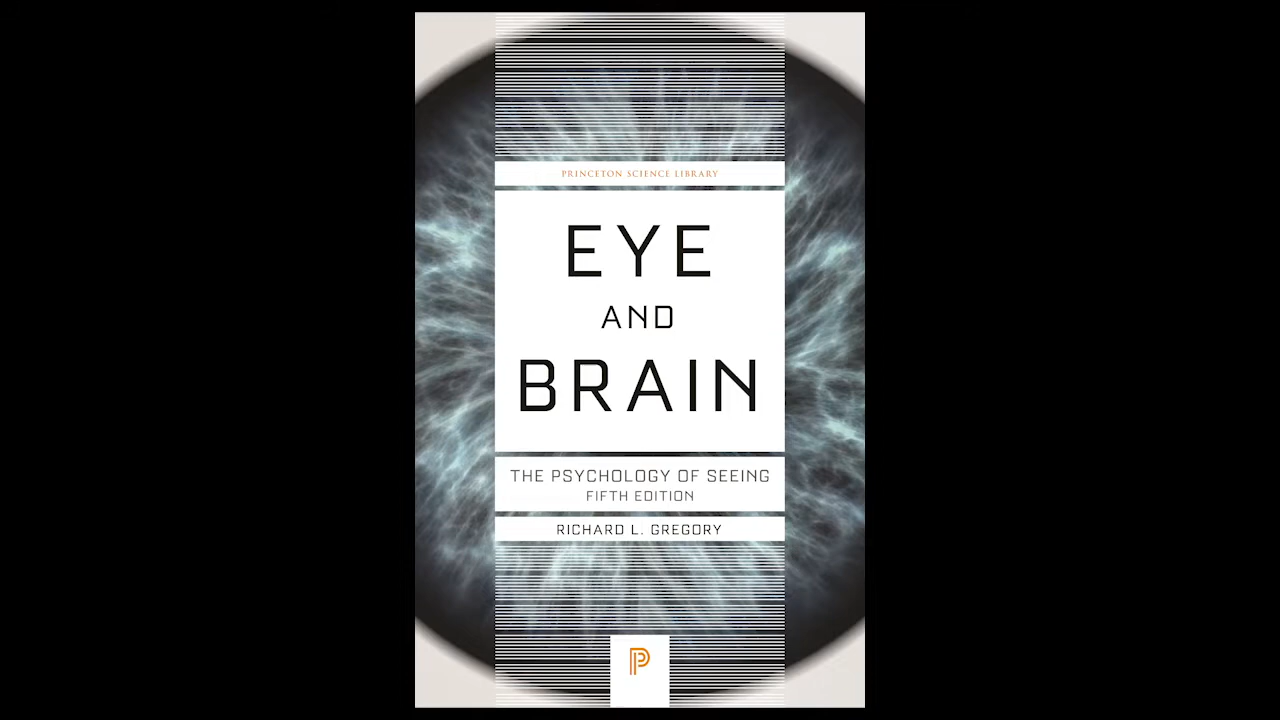 PRINCETON SCIENCE LIBRARY
EYE
AND
BRAIN
THE PSYCHOLOGY OF SEEING
FIFTH EDITION
RICHARD L. GREGORY